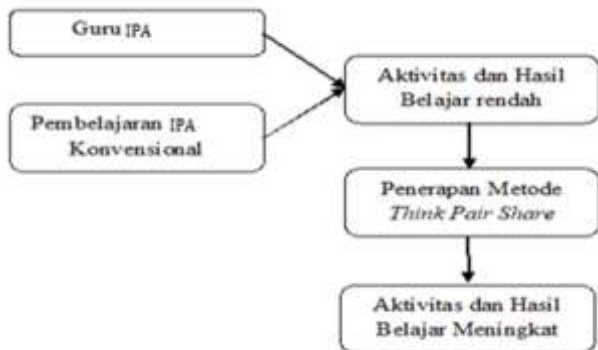 Guru IPA
Pembelajaran IPA
Konvensional
Aktivitas dan Hasil
Belajar rendah
Penerapan Metode
Think Pair Share
Aktivitas dan Hasil
Belajar Meningkat